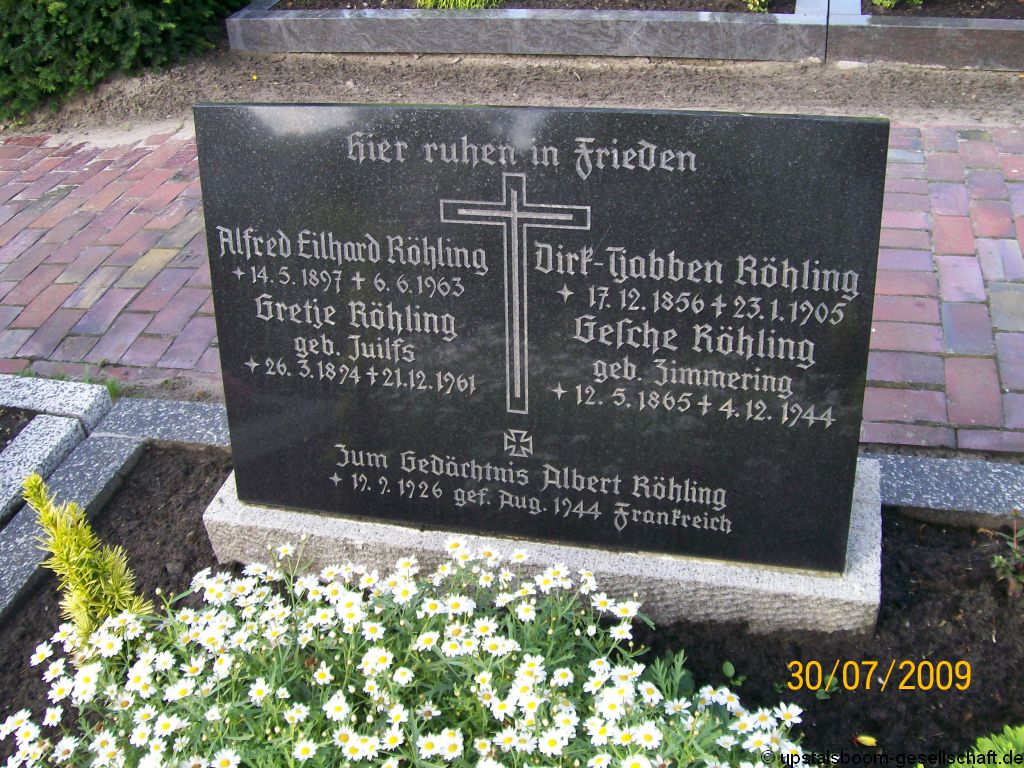 Hier ruhen in Frieden
Alfred Eilhard Röhling
+ 14.5.1897 + 6.6.1963
Gretje Röhling
geb. Juilfs
+ 26.3.1894 + 21.12.1961
Dirk-Tjabben Röhling
+ 17.12.1856 + 23.1.1905
Gesche Röhling
geb. Zimmering
+ 12.5.1865 + 4.12.1944
Zum Gedächtnis Albert Röhling
+ 19.9.1926 gef. Aug. 1944 Frankreich
30/07/2009
© upstalsboom-gesellschaft.de